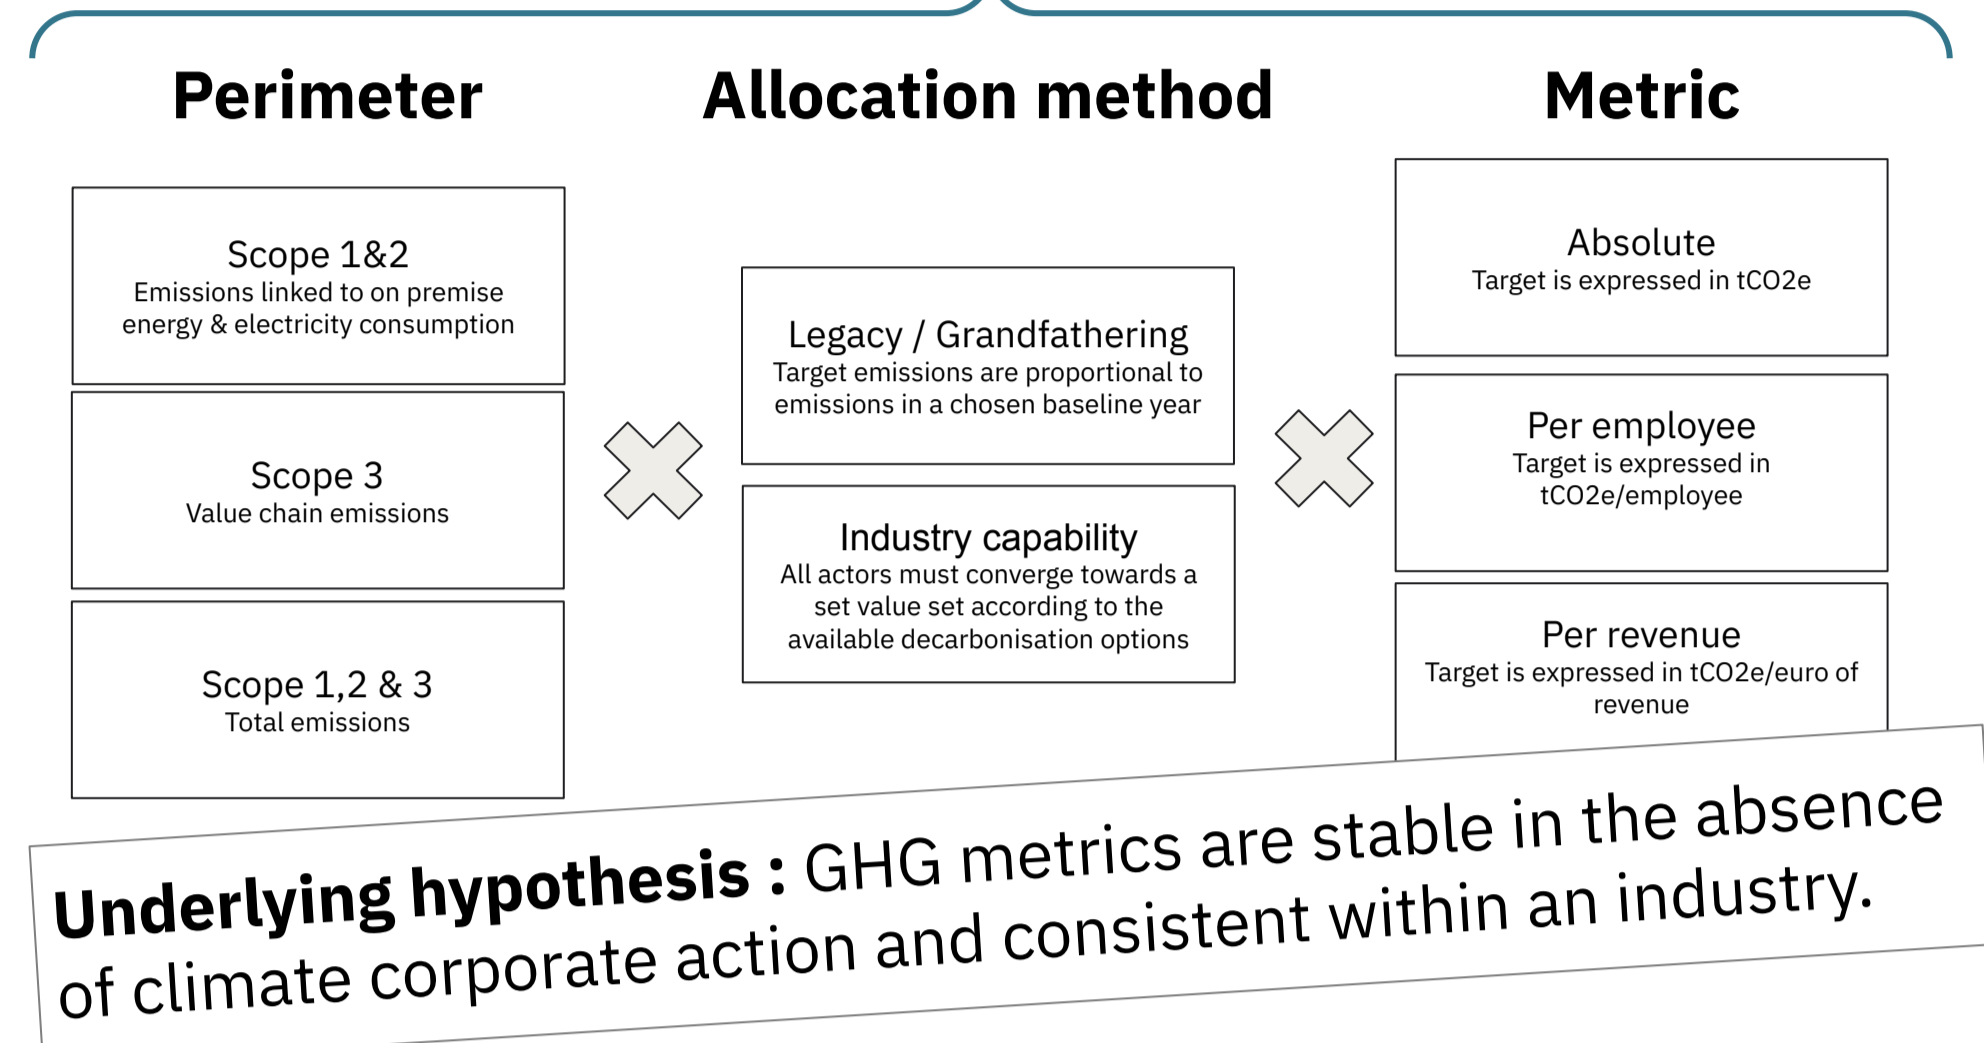 Perimeter
Allocation method
Metric
Scope 1&2
Emissions linked to on premise
energy & electricity consumption
Scope 3
Value chain emissions
Scope 1,2 & 3
Total emissions
Legacy / Grandfathering
Target emissions are proportional to
emissions in a chosen baseline year
Industry capability
All actors must converge towards a
set value set according to the
available decarbonisation options
Absolute
Target is expressed in tCO2e
Per employee
Target is expressed in
tCO2e/employee
Per revenue
Target is expressed in tCO2e/euro of
revenue
Underlying hypothesis : GHG metrics are stable in the absence
of climate corporate action and consistent within an industry.